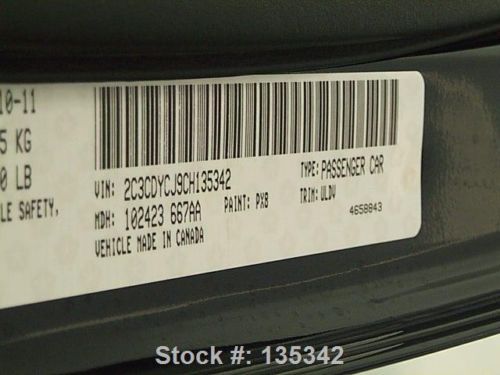 10-11
5 KG
0 LB
LE SAFETY,
VIN: 2C3CDYCJ9CH135342
TYPE: PASSENGER CAR
MDH: 102423 667AA
PAINT: PX8
TRIM: ULDV
VEHICLE MADE IN CANADA
4658843
Stock #: 135342